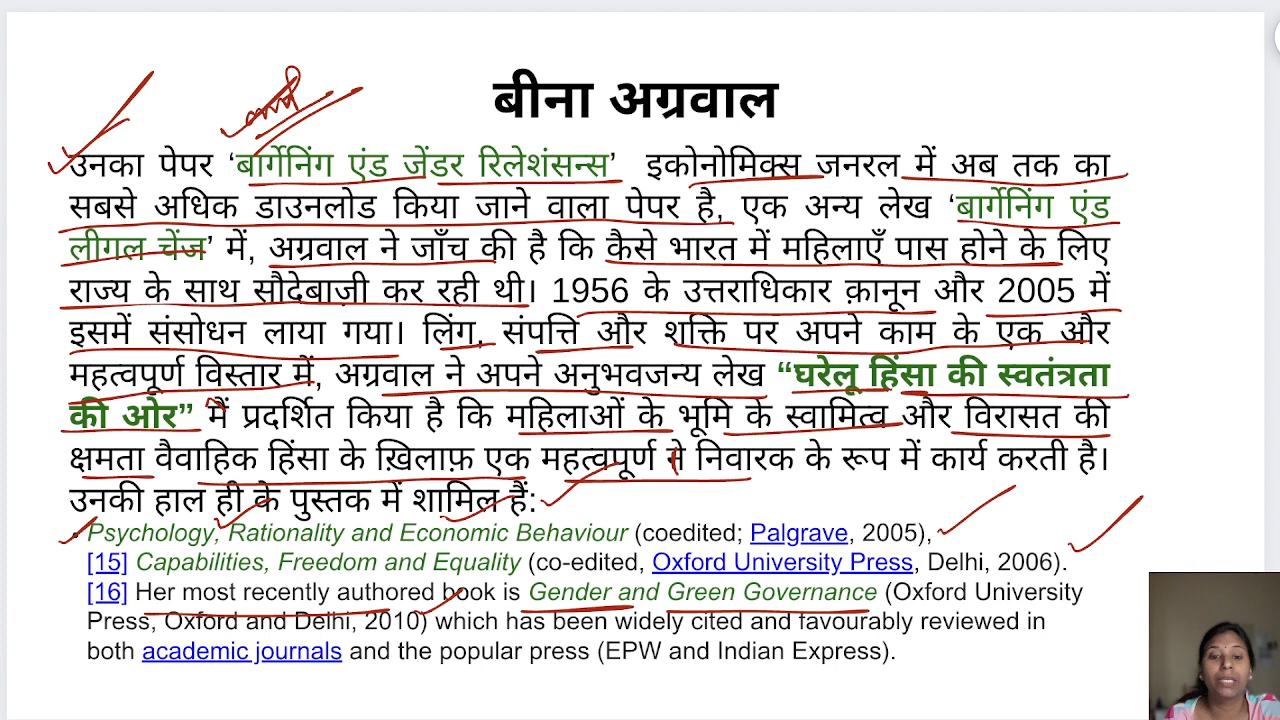 बीना अग्रवाल
उनका पेपर ‘बार्गेनिंग एंड जेंडर रिलेशंसन्स’ इकोनोमिक्स जनरल में अब तक का
सबसे अधिक डाउनलोड किया जाने वाला पेपर है, एक अन्य लेख ‘बार्गेनिंग एंड
लीगल चेंज’ में, अग्रवाल ने जाँच की है कि कैसे भारत में महिलाएँ पास होने के लिए
राज्य के साथ सौदेबाज़ी कर रही थी। 1956 के उत्तराधिकार क़ानून और 2005 में
इसमें संसोधन लाया गया। लिंग, संपत्ति और शक्ति पर अपने काम के एक और
महत्वपूर्ण विस्तार में, अग्रवाल ने अपने अनुभवजन्य लेख “घरेलू हिंसा की स्वतंत्रता
की ओर” में प्रदर्शित किया है कि महिलाओं के भूमि के स्वामित्व और विरासत की
क्षमता वैवाहिक हिंसा के ख़िलाफ़ एक महत्वपूर्ण निवारक के रूप में कार्य करती है।
उनकी हाल ही के पुस्तक में शामिल हैं:
• Psychology, Rationality and Economic Behaviour (coedited; Palgrave, 2005),
[15] Capabilities, Freedom and Equality (co-edited, Oxford University Press, Delhi, 2006).
[16] Her most recently authored book is Gender and Green Governance (Oxford University
Press, Oxford and Delhi, 2010) which has been widely cited and favourably reviewed in
both academic journals and the popular press (EPW and Indian Express).